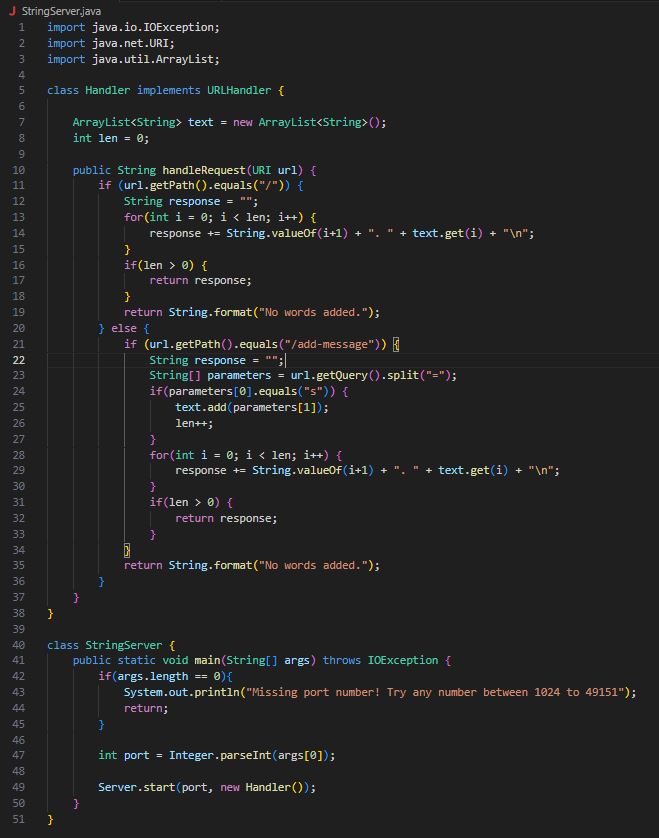 J StringServer.java
1 import java.io.IOException;
2 import java.net.URI;
3 import java.util.ArrayList;
4
5 class Handler implements URLHandler {
6
7     ArrayList<String> text = new ArrayList<String>();
8     int len = 0;
9
10     public String handleRequest(URI url) {
11         if (url.getPath().equals("/")) {
12             String response = "";
13             for(int i = 0; i < len; i++) {
14                 response += String.valueOf(i+1) + ". " + text.get(i) + "\n";
15             }
16             if(len > 0) {
17                 return response;
18             }
19             return String.format("No words added.");
20         } else {
21             if (url.getPath().equals("/add-message")) {
22                 String response = "";
23                 String[] parameters = url.getQuery().split("=");
24                 if(parameters[0].equals("s")) {
25                     text.add(parameters[1]);
26                     len++;
27                 }
28                 for(int i = 0; i < len; i++) {
29                     response += String.valueOf(i+1) + ". " + text.get(i) + "\n";
30                 }
31                 if(len > 0) {
32                     return response;
33                 }
34             }
35             return String.format("No words added.");
36         }
37     }
38 }
39
40 class StringServer {
41     public static void main(String[] args) throws IOException {
42         if(args.length == 0){
43             System.out.println("Missing port number! Try any number between 1024 to 49151");
44             return;
45         }
46
47         int port = Integer.parseInt(args[0]);
48
49         Server.start(port, new Handler());
50     }
51 }